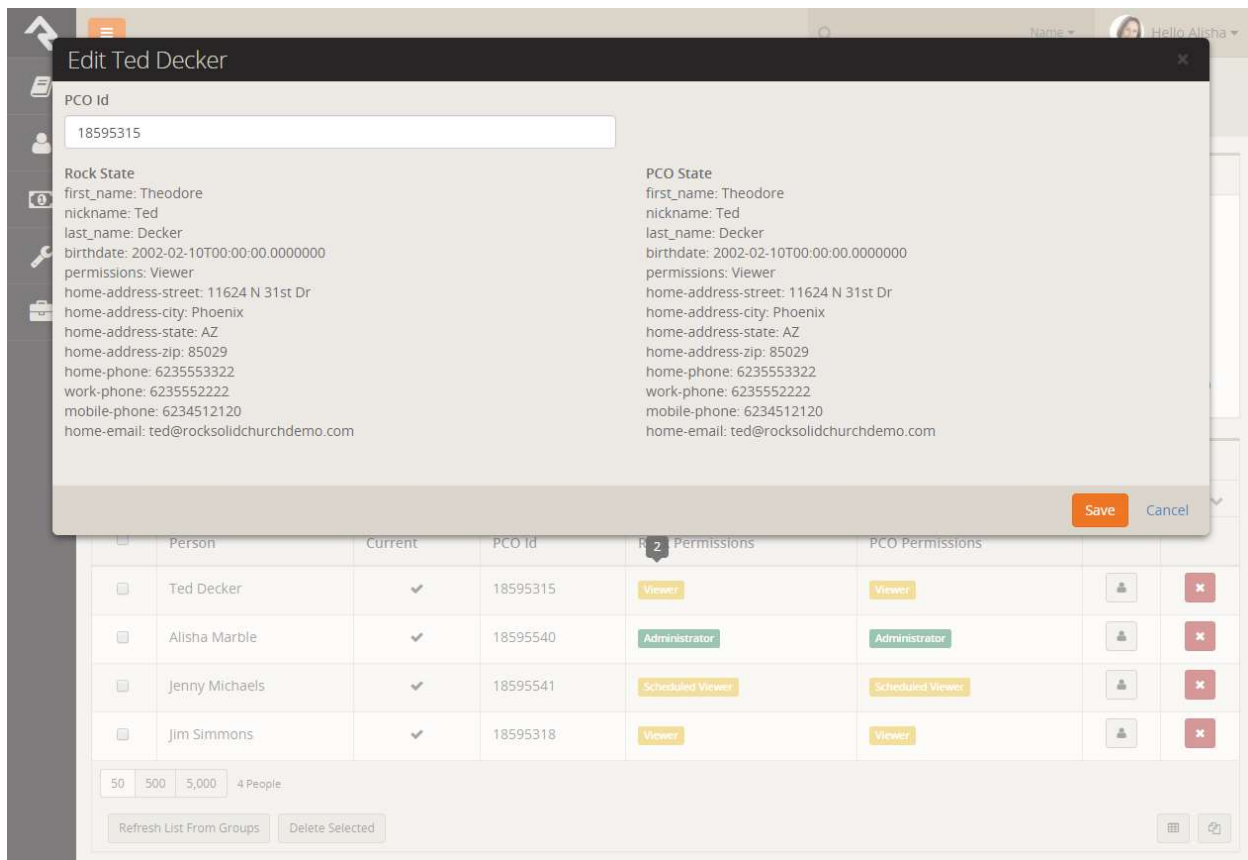 Name
Hello Alisha
Edit Ted Decker
PCO Id
18595315
Rock State
first_name: Theodore
nickname: Ted
last_name: Decker
birthdate: 2002-02-10T00:00:00.0000000
permissions: Viewer
home-address-street: 11624 N 31st Dr
home-address-city: Phoenix
home-address-state: AZ
home-address-zip: 85029
home-phone: 6235553322
work-phone: 6235552222
mobile-phone: 6234512120
home-email: ted@rocksolidchurchdemo.com
PCO State
first_name: Theodore
nickname: Ted
last_name: Decker
birthdate: 2002-02-10T00:00:00.0000000
permissions: Viewer
home-address-street: 11624 N 31st Dr
home-address-city: Phoenix
home-address-state: AZ
home-address-zip: 85029
home-phone: 6235553322
work-phone: 6235552222
mobile-phone: 6234512120
home-email: ted@rocksolidchurchdemo.com
Save Cancel
Person Current PCO Id 2 Permissions PCO Permissions
Ted Decker 18595315 Viewer Viewer
Alisha Marble 18595540 Administrator Administrator
Jenny Michaels 18595541 Scheduled Viewer Scheduled Viewer
Jim Simmons 18595318 Viewer Viewer
50 500 5,000 4 People
Refresh List From Groups Delete Selected